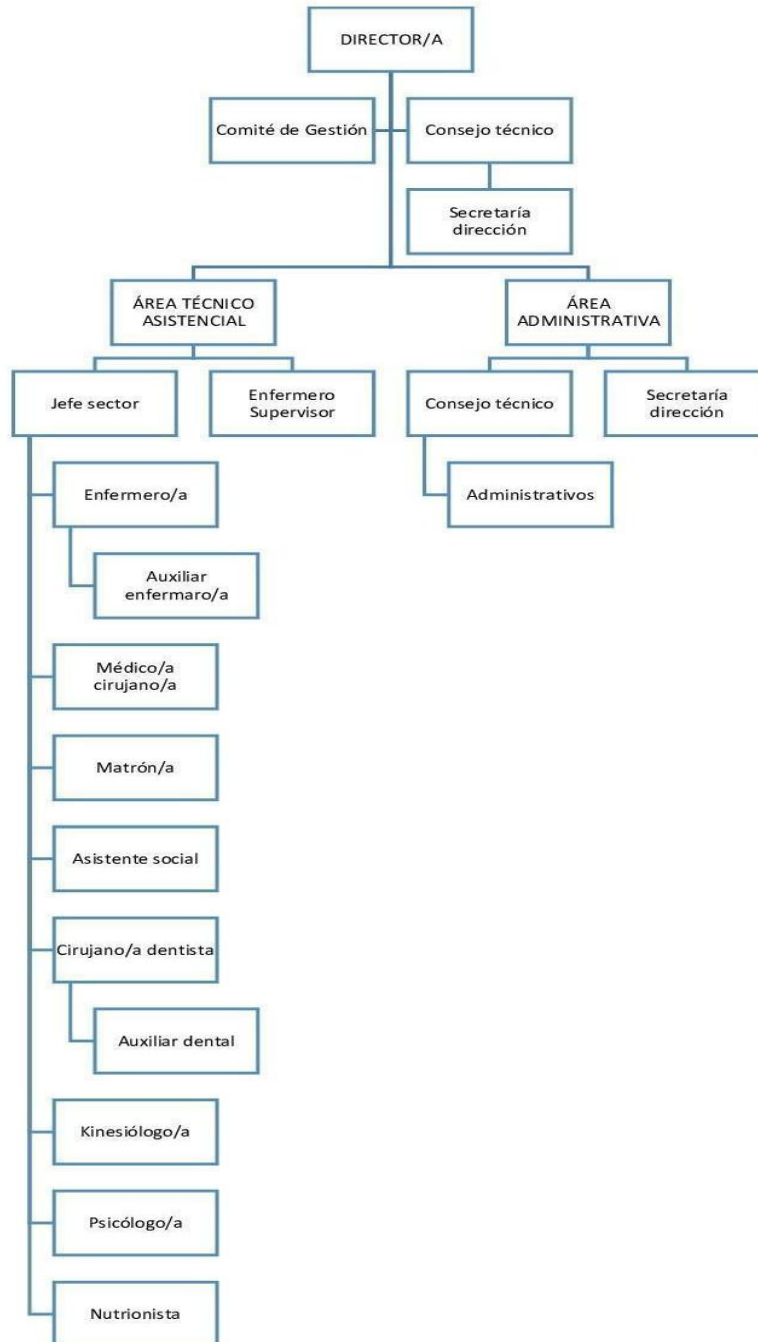 DIRECTOR/A
Comité de Gestión
Consejo técnico
Secretaría
dirección
ÁREA TÉCNICO
ASISTENCIAL
ÁREA
ADMINISTRATIVA
Jefe sector
Enfermero
Supervisor
Consejo técnico
Secretaría
dirección
Enfermero/a
Administrativos
Auxiliar
enfermaro/a
Médico/a
cirujano/a
Matrón/a
Asistente social
Cirujano/a dentista
Auxiliar dental
Kinesiólogo/a
Psicólogo/a
Nutrionista